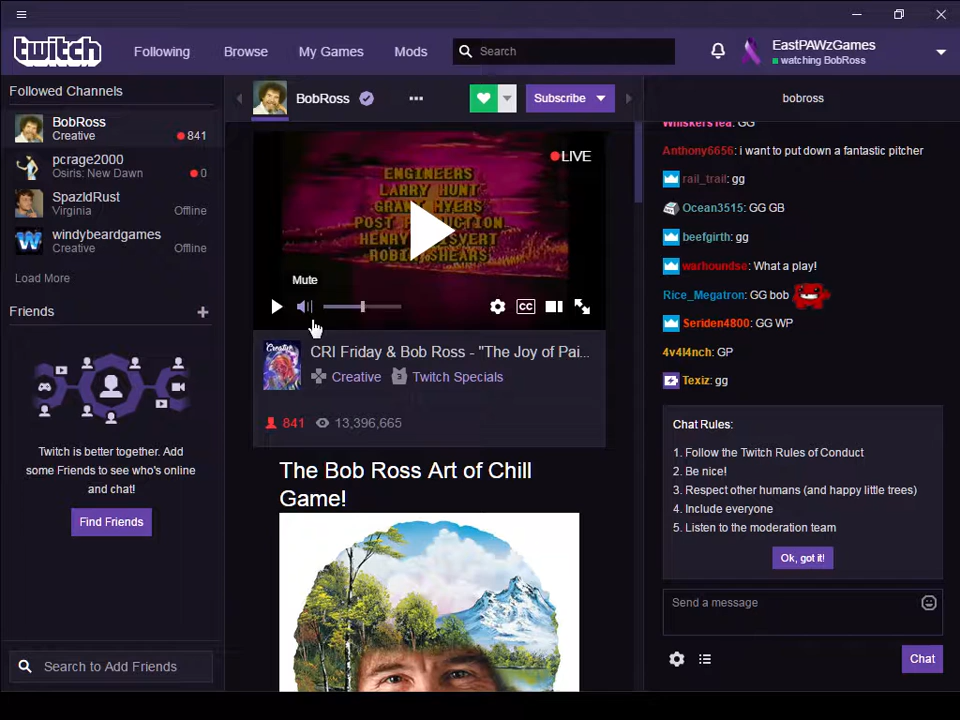 twitch
Following
Browse
My Games
Mods
Search
EastPAWzGames
watching BobRoss
Followed Channels
BobRoss
Creative
841
pcrage2000
Osiris: New Dawn
0
SpazldRust
Virginia
Offline
windybeardgames
Creative
Offline
Load More
Friends
Twitch is better together. Add
some Friends to see who's online
and chat!
Find Friends
Search to Add Friends
BobRoss
Subscribe
LIVE
ENGINEERS
LARRY HUNT
POST PRODUCTION
Mute
CC
Creative
CRI Friday & Bob Ross - "The Joy of Pai...
Creative
Twitch Specials
841
13,396,665
The Bob Ross Art of Chill
Game!
bobross
WhiskersTea: GG
Anthony6656: i want to put down a fantastic pitcher
rail_trail: gg
Ocean3515: GG GB
beefgirth: gg
warhoundse: What a play!
Rice_Megatron: GG bob
Seriden4800: GG WP
4v4l4nch: GP
Texiz: gg
Chat Rules:
1. Follow the Twitch Rules of Conduct
2. Be nice!
3. Respect other humans (and happy little trees)
4. Include everyone
5. Listen to the moderation team
Ok, got it!
Send a message
Chat